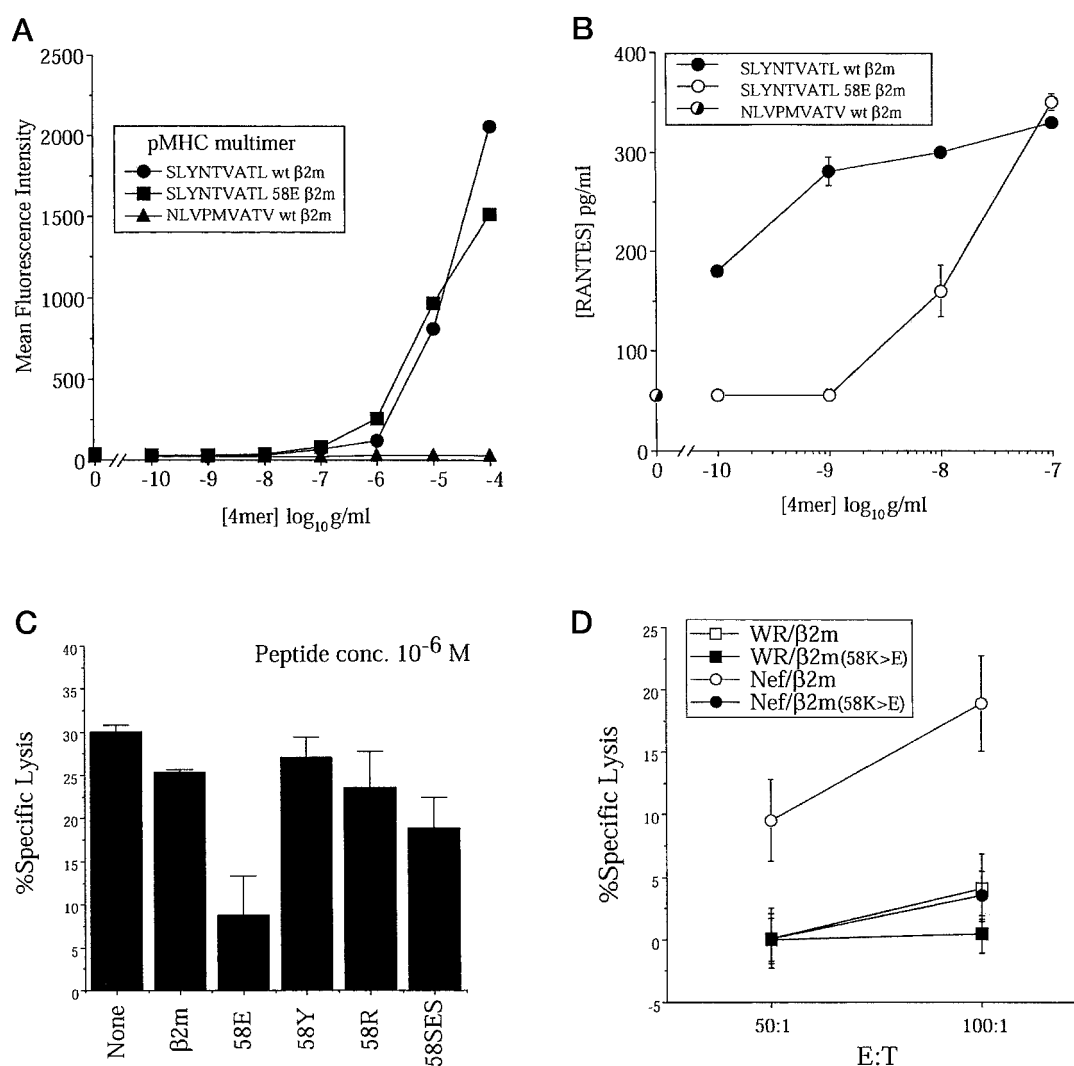 A
2500
2000
1500
1000
500
0
Mean Fluorescence Intensity
pMHC multimer
SLYNTVATL wt β2m
SLYNTVATL 58E β2m
NLVPMVATV wt β2m
0 -10 -9 -8 -7 -6 -5 -4
[4mer] log10g/ml
B
400
300
200
100
0
[RANTES] pg/ml
SLYNTVATL wt β2m
SLYNTVATL 58E β2m
NLVPMVATV wt β2m
0 -10 -9 -8 -7
[4mer] log10g/ml
C
40
35
30
25
20
15
10
5
0
%Specific Lysis
Peptide conc. 10-6 M
None
β2m
58E
58Y
58R
58SES
D
25
20
15
10
5
0
-5
%Specific Lysis
WR/β2m
WR/β2m(58K>E)
Nef/β2m
Nef/β2m(58K>E)
50:1 100:1
E:T